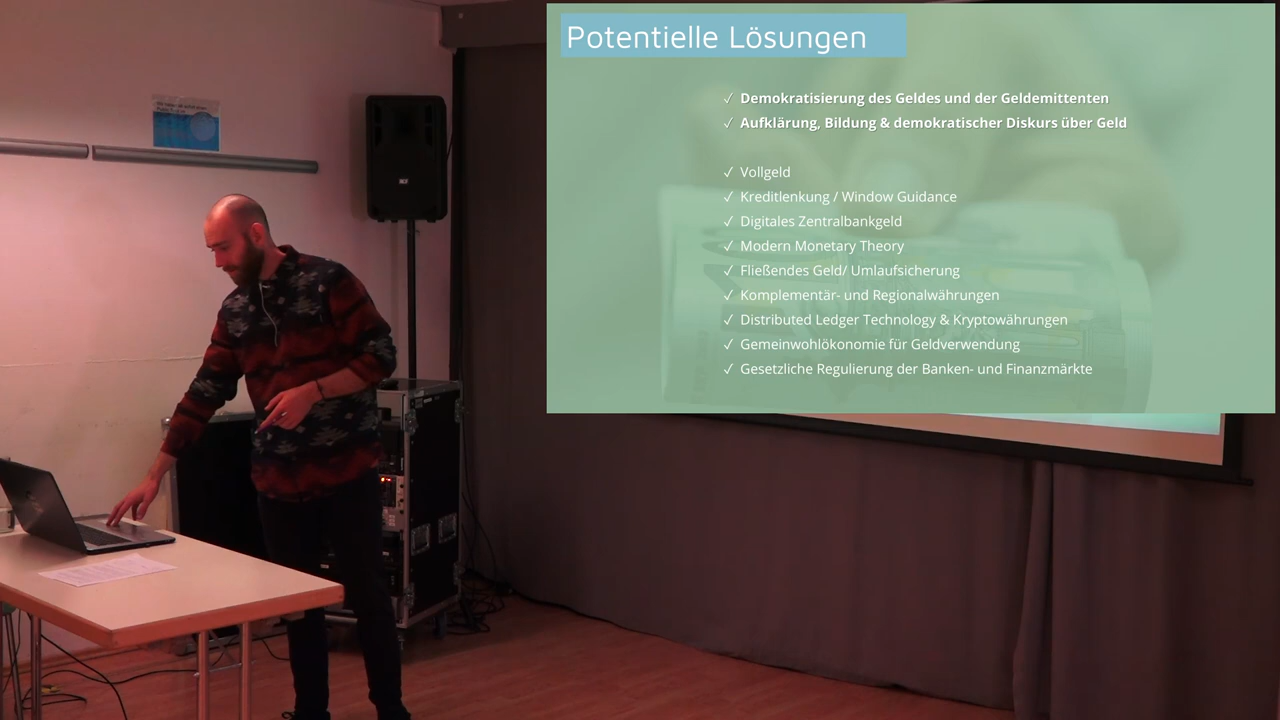 Potentielle Lösungen
✓ Demokratisierung des Geldes und der Geldemittenten
✓ Aufklärung, Bildung & demokratischer Diskurs über Geld
✓ Vollgeld
✓ Kreditlenkung / Window Guidance
✓ Digitales Zentralbankgeld
✓ Modern Monetary Theory
✓ Fließendes Geld/ Umlaufsicherung
✓ Komplementär- und Regionalwährungen
✓ Distributed Ledger Technology & Kryptowährungen
✓ Gemeinwohlökonomie für Geldverwendung
✓ Gesetzliche Regulierung der Banken- und Finanzmärkte